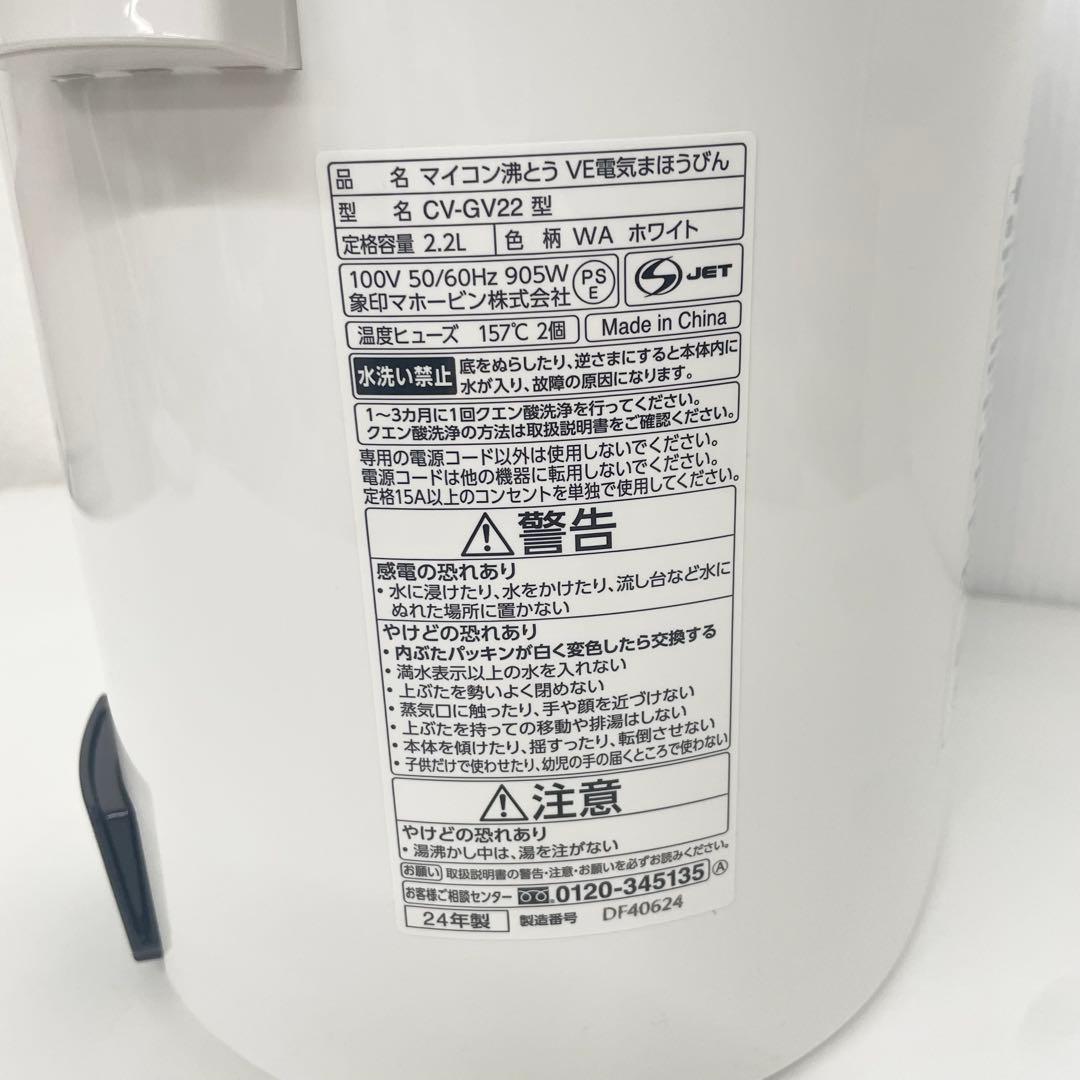 品 名 マイコン沸とう VE電気まほうびん
型 名 CV-GV22 型
定格容量 2.2L 色 柄 WA ホワイト
100V 50/60Hz 905W
象印マホービン株式会社
PS
E
S JET
温度ヒューズ 157℃ 2個
Made in China
水洗い禁止 底をぬらしたり、逆さまにすると本体内に
水が入り、故障の原因になります。
1〜3カ月に1回クエン酸洗浄を行ってください。
クエン酸洗浄の方法は取扱説明書をご確認ください。
専用の電源コード以外は使用しないでください。
電源コードは他の機器に転用しないでください。
定格15A以上のコンセントを単独で使用してください。
警告
感電の恐れあり
・水に浸けたり、水をかけたり、流し台など水に
ぬれた場所に置かない
やけどの恐れあり
・内ぶたパッキンが白く変色したら交換する
・満水表示以上の水を入れない
・上ぶたを勢いよく閉めない
・蒸気口に触ったり、手や顔を近づけない
・上ぶたを持っての移動や排湯はしない
・本体を傾けたり、揺すったり、転倒させない
・子供だけで使わせたり、幼児の手の届くところで使わない
注意
やけどの恐れあり
・湯沸かし中は、湯を注がない
お願い 取扱説明書の警告・注意・お願いを必ずお読みください。
お客様ご相談センター 0120-345135 Ⓐ
24年製 製造番号 DF40624